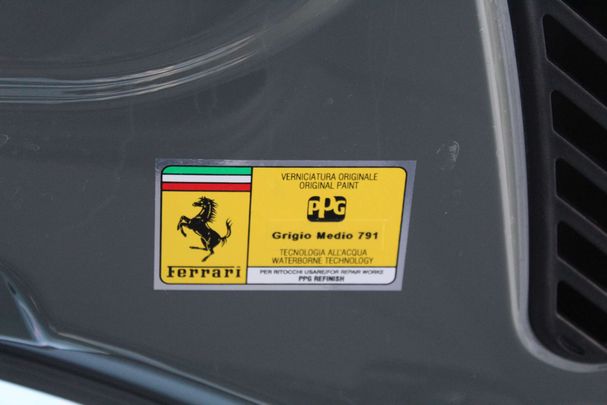 VERNICIATURA ORIGINALE
ORIGINAL PAINT
PPG
Grigio Medio 791
TECNOLOGIA ALL'ACQUA
WATERBORNE TECHNOLOGY
Ferrari
PER RITOCCHI USARE/FOR REPAIR WORKS
PPG REFINISH